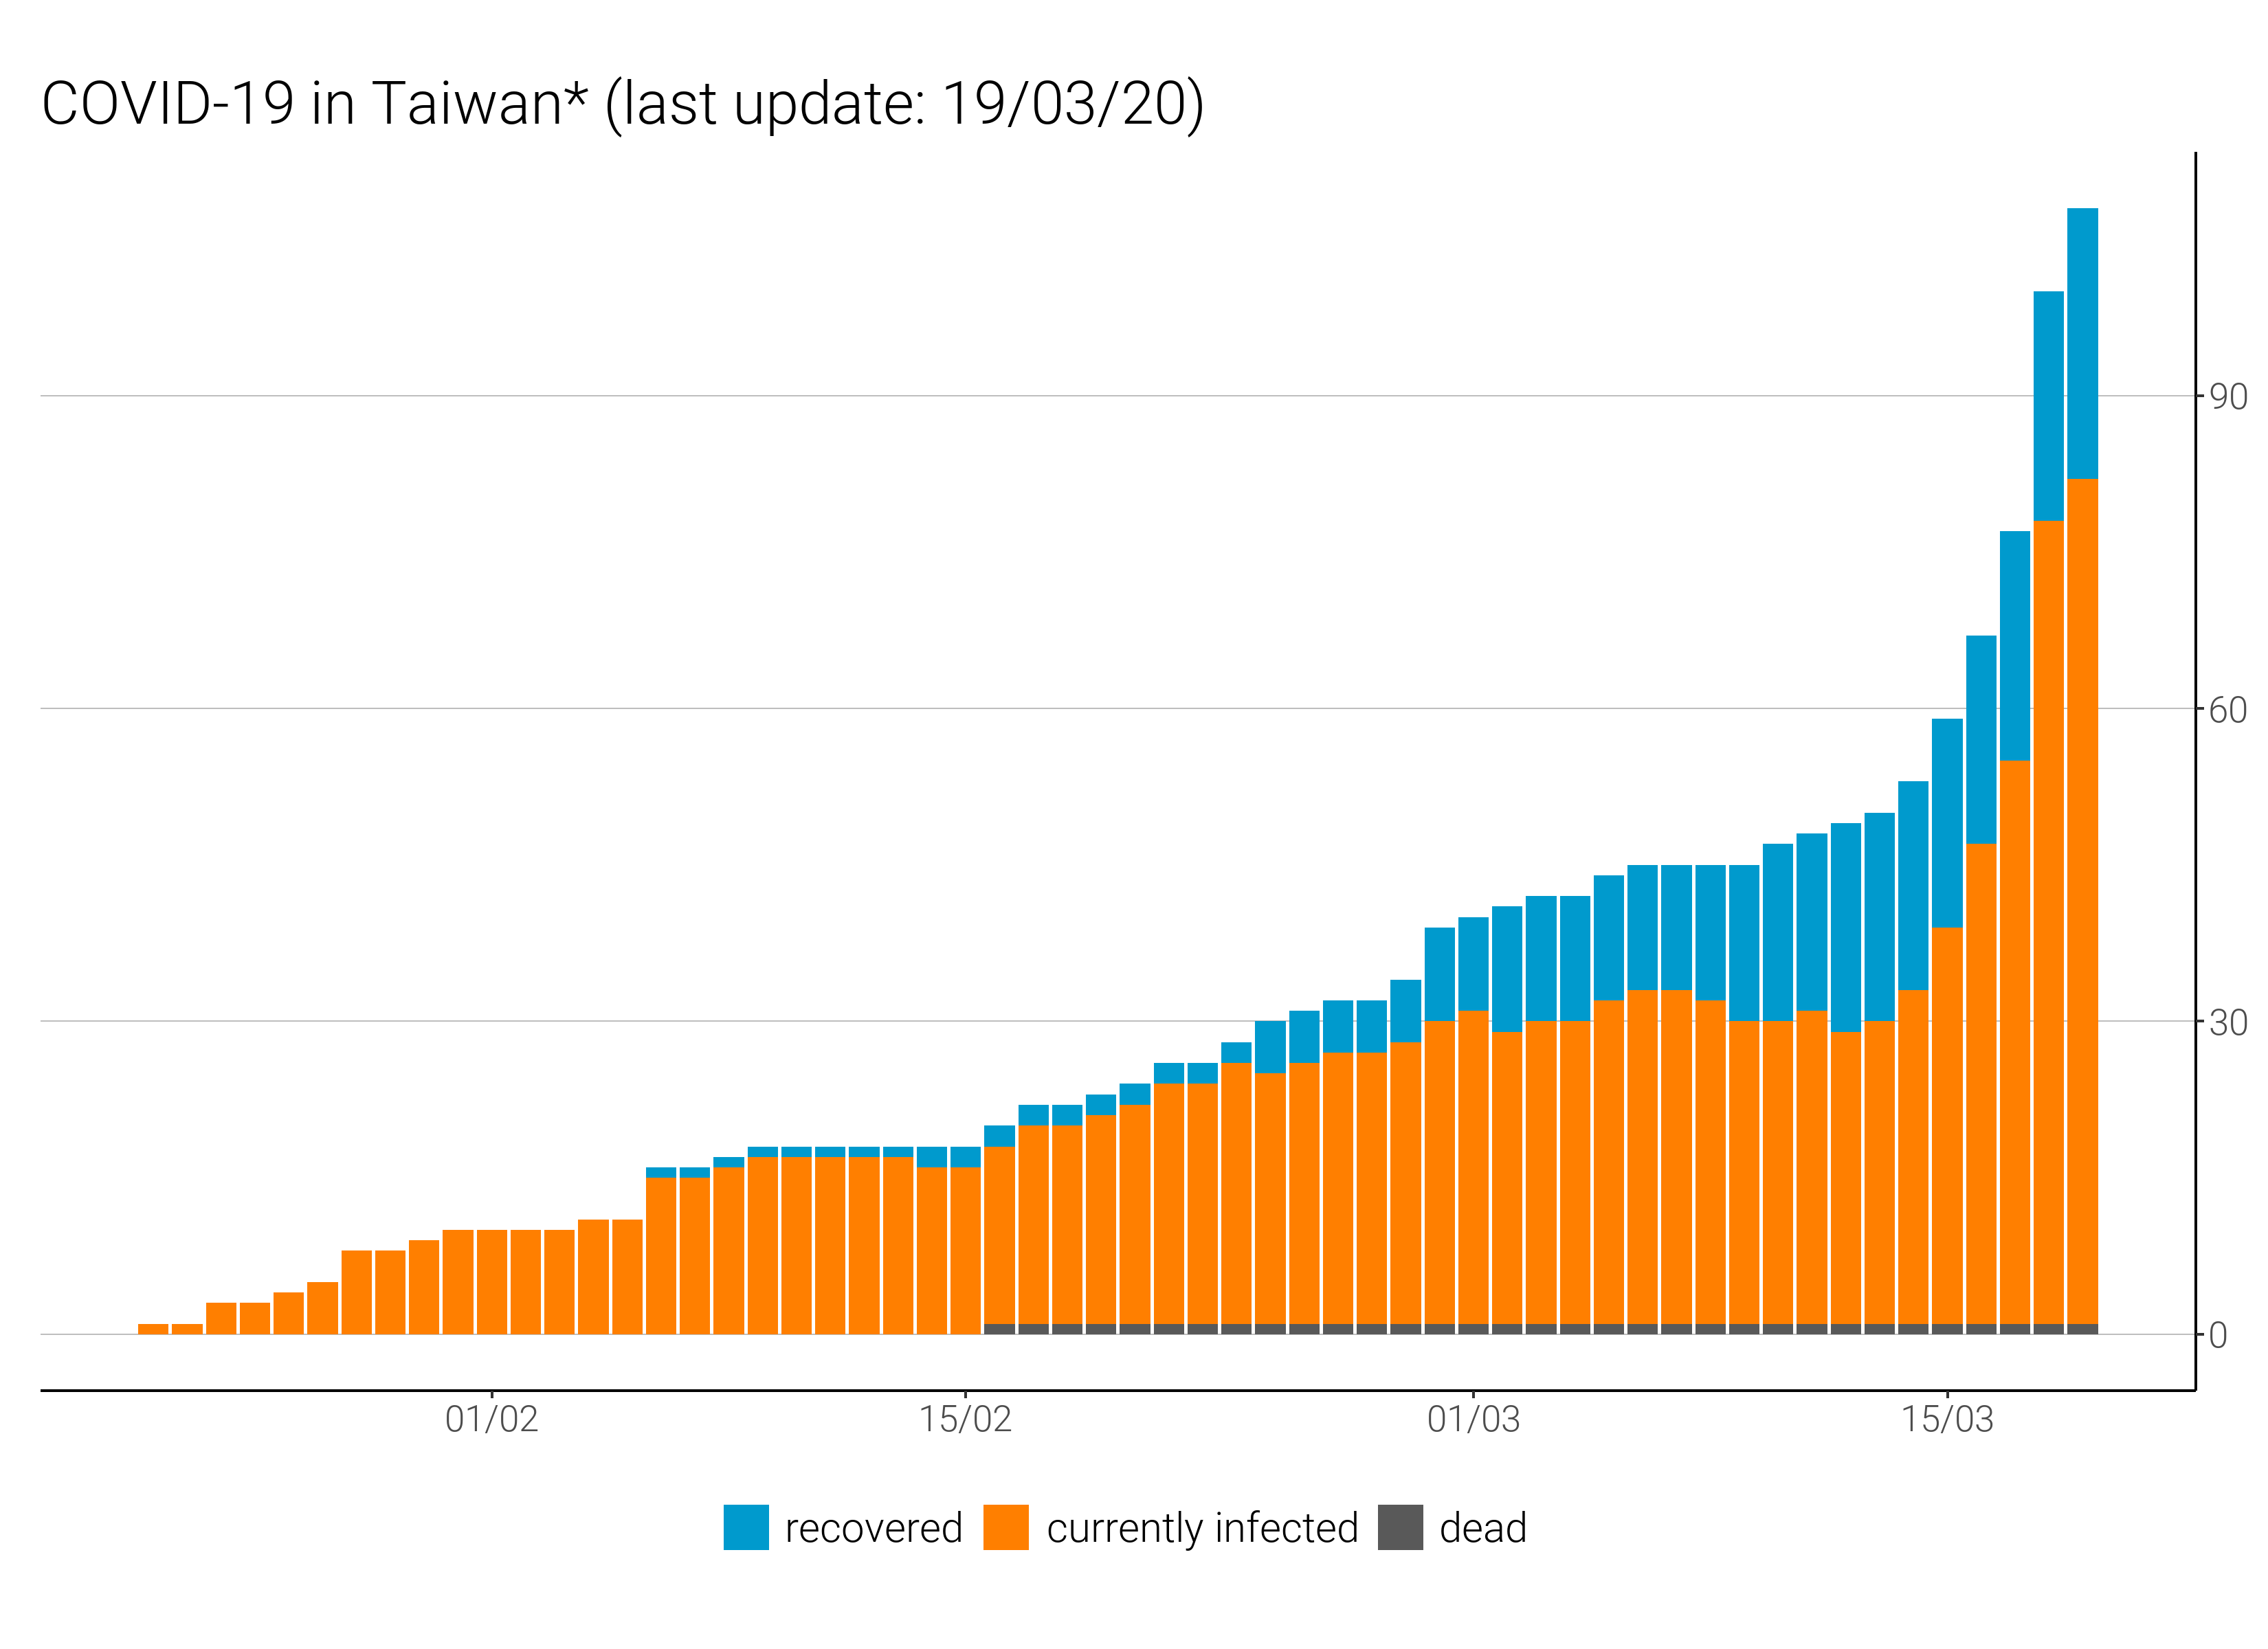 COVID-19 in Taiwan* (last update: 19/03/20)
90
60
30
0
01/02 15/02 01/03 15/03
recovered currently infected dead